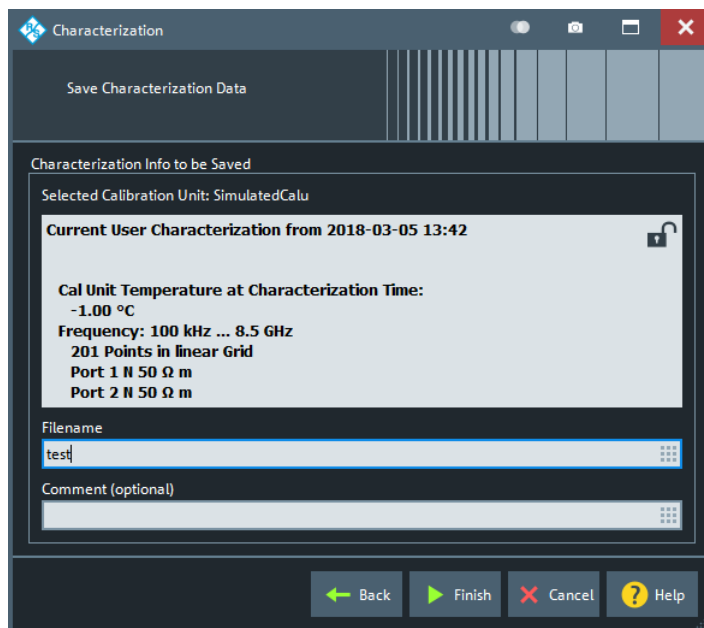 Characterization
Save Characterization Data
Characterization Info to be Saved
Selected Calibration Unit: SimulatedCalu
Current User Characterization from 2018-03-05 13:42
Cal Unit Temperature at Characterization Time:
-1.00 °C
Frequency: 100 kHz ... 8.5 GHz
201 Points in linear Grid
Port 1 N 50 Ω m
Port 2 N 50 Ω m
Filename
test
Comment (optional)
Back
Finish
Cancel
? Help